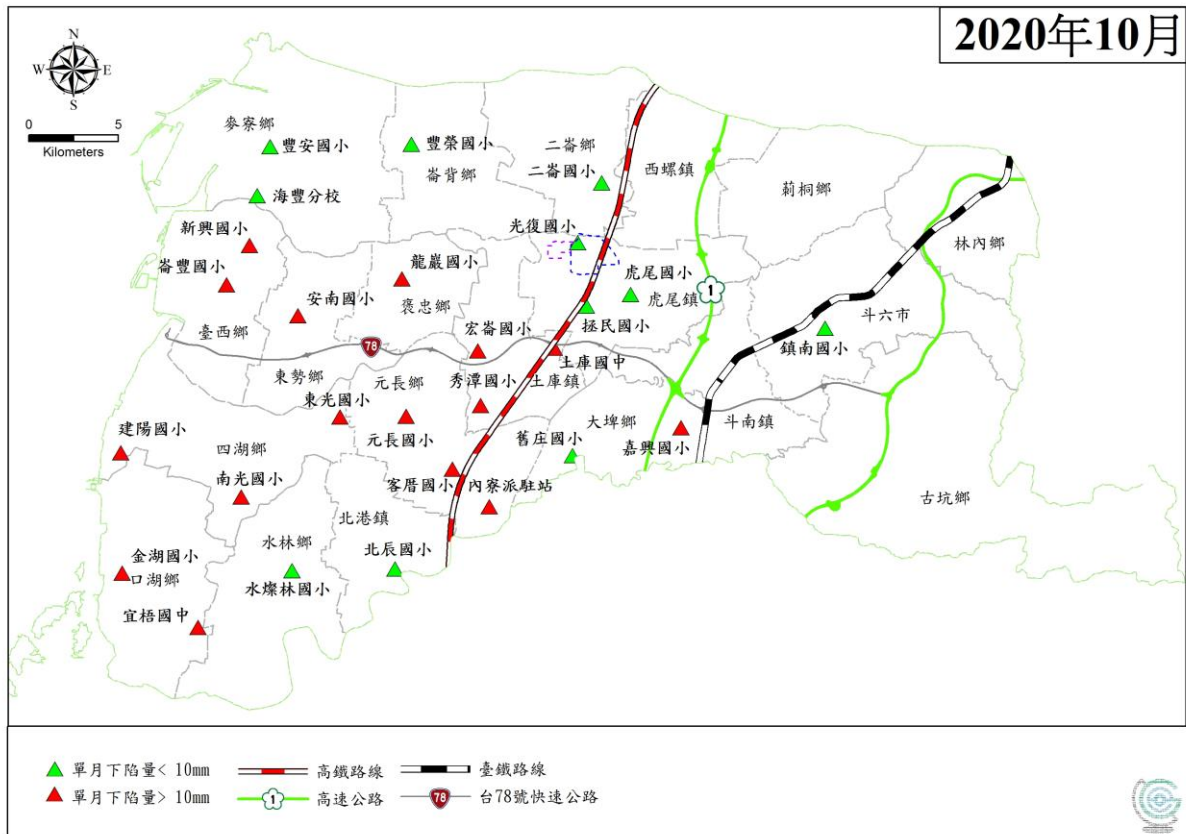 2020年10月
N
W E
S
0 5
Kilometers
麥寮鄉
豐安國小
豐榮國小
崙背鄉
二崙鄉
二崙國小
西螺鎮
莿桐鄉
海豐分校
新興國小
光復國小
林內鄉
崙豐國小
龍巖國小
虎尾國小
虎尾鎮
1
安南國小
褒忠鄉
拯民國小
斗六市
鎮南國小
臺西鄉
宏崙國小
78
土庫國中
東勢鄉
元長鄉
秀潭國小
土庫鎮
東光國小
元長國小
大埤鄉
斗南鎮
嘉興國小
建陽國小
四湖鄉
舊庄國小
南光國小
客厝國小
內寮派駐站
古坑鄉
北港鎮
水林鄉
北辰國小
金湖國小
口湖鄉
水燦林國小
宜梧國中
單月下陷量< 10mm
高鐵路線
臺鐵路線
單月下陷量> 10mm
1
高速公路
78
台78號快速公路